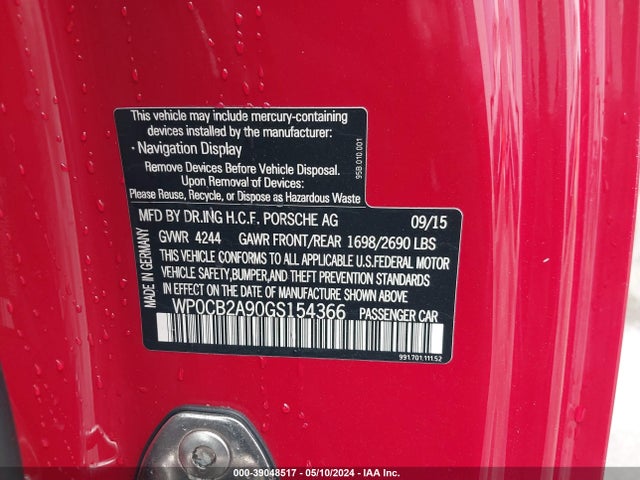 This vehicle may include mercury-containing
devices installed by the manufacturer:
· Navigation Display
Remove Devices Before Vehicle Disposal.
Upon Removal of Devices:
Please Reuse, Recycle, or Dispose as Hazardous Waste
95B.010.001
MFD BY DR.ING H.C.F. PORSCHE AG 09/15
GVWR 4244 GAWR FRONT/REAR 1698/2690 LBS
THIS VEHICLE CONFORMS TO ALL APPLICABLE U.S.FEDERAL MOTOR
VEHICLE SAFETY,BUMPER,AND THEFT PREVENTION STANDARDS
IN EFFECT ON THE DATE OF MANUFACTURE SHOWN ABOVE.
WP0CB2A90GS154366 PASSENGER CAR
MADE IN GERMANY
991.701.111.52
000-39048517 - 05/10/2024 - IAA Inc.